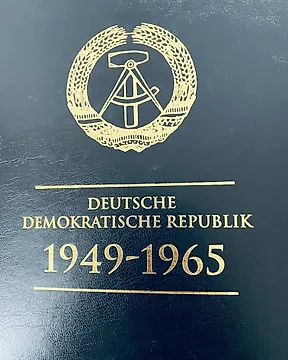 DEUTSCHE
DEMOKRATISCHE REPUBLIK
1949-1965